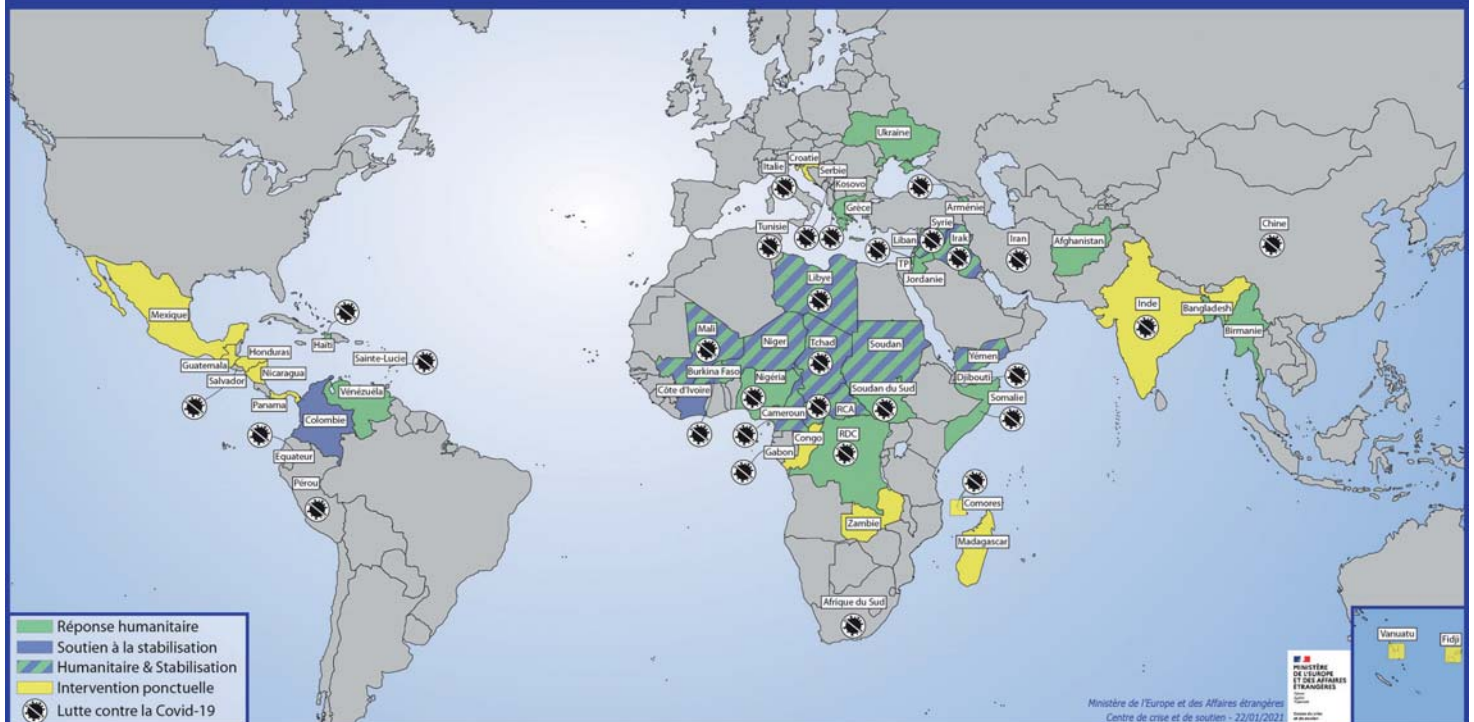 Ukraine
Croatie
Italie
Serbie
Kosovo
Grèce
Arménie
Syrie
Tunisie
Liban
Irak
Iran
Afghanistan
Chine
TP
Jordanie
Libye
Mexique
Inde
Bangladesh
Birmanie
Haïti
Mali
Niger
Tchad
Soudan
Yémen
Honduras
Guatemala
Sainte-Lucie
Nicaragua
Salvador
Burkina Faso
Nigéria
Djibouti
Côte d'Ivoire
Soudan du Sud
Vénézuéla
Somalie
Panama
Cameroun
RCA
Colombie
Congo
RDC
Gabon
Equateur
Pérou
Comores
Zambie
Madagascar
Afrique du Sud
Réponse humanitaire
Soutien à la stabilisation
Humanitaire & Stabilisation
Intervention ponctuelle
Lutte contre la Covid-19
Vanuatu
Fidji
MINISTÈRE
DE L'EUROPE
ET DES AFFAIRES
ÉTRANGÈRES
Ministère de l'Europe et des Affaires étrangères
Centre de crise et de soutien - 22/01/2021